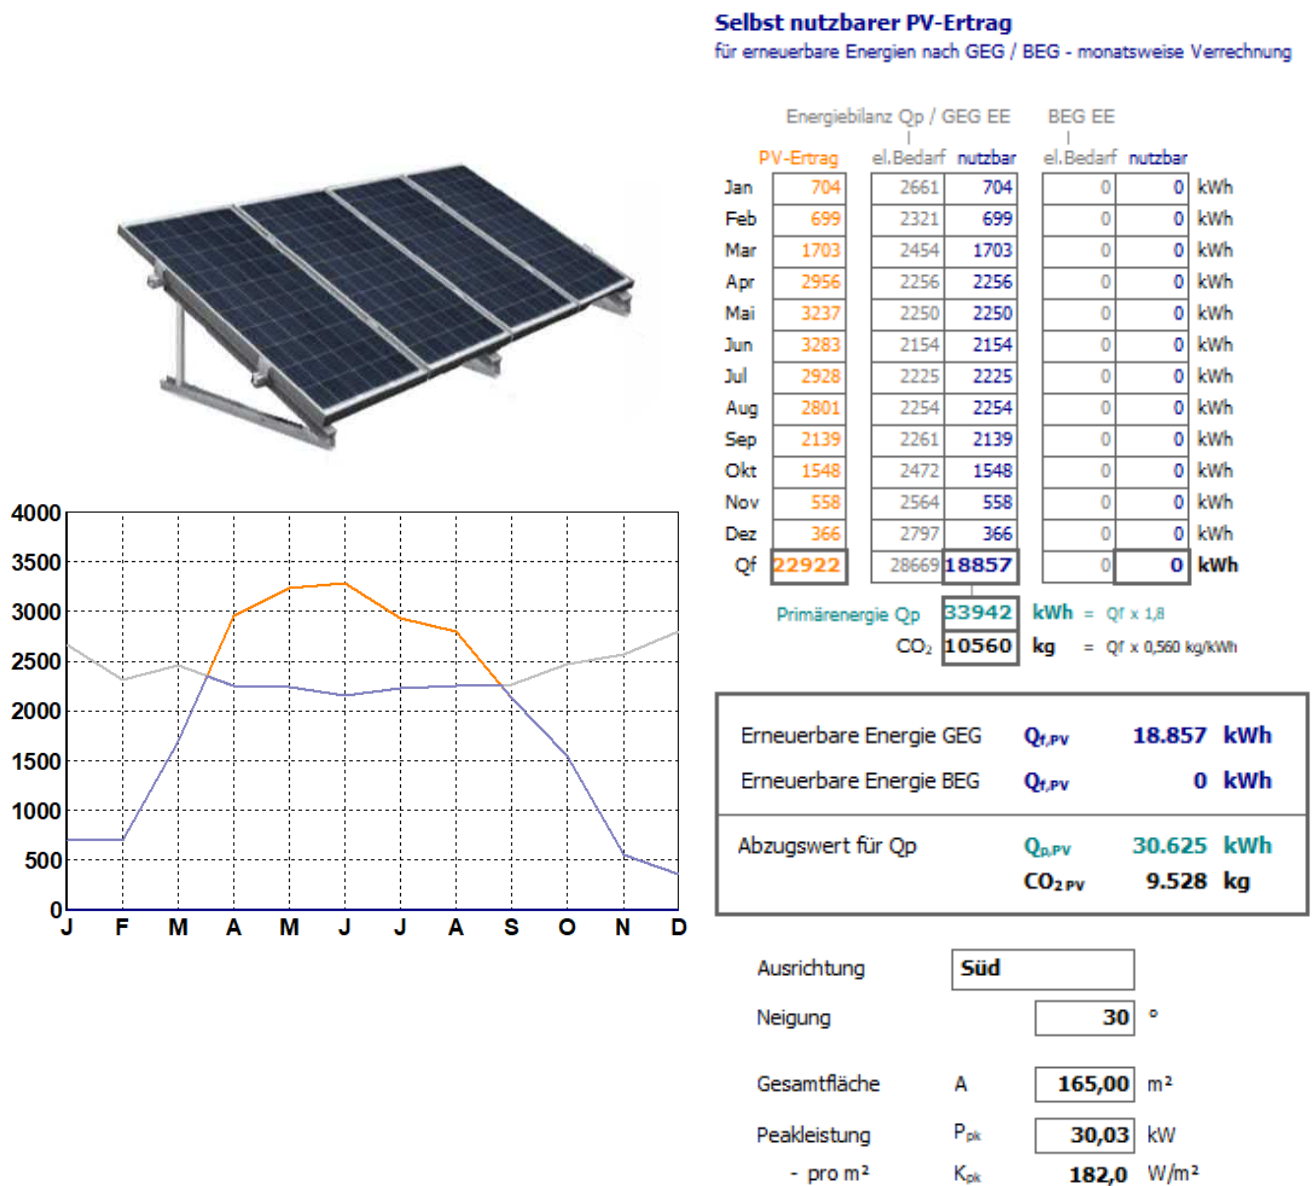 Selbst nutzbarer PV-Ertrag
für erneuerbare Energien nach GEG / BEG - monatsweise Verrechnung
Energiebilanz Qp / GEG EE BEG EE
PV-Ertrag el.Bedarf nutzbar el.Bedarf nutzbar
Jan 704 2661 704 0 0 kWh
Feb 699 2321 699 0 0 kWh
Mar 1703 2454 1703 0 0 kWh
Apr 2956 2256 2256 0 0 kWh
Mai 3237 2250 2250 0 0 kWh
Jun 3283 2154 2154 0 0 kWh
Jul 2928 2225 2225 0 0 kWh
Aug 2801 2254 2254 0 0 kWh
Sep 2139 2261 2139 0 0 kWh
Okt 1548 2472 1548 0 0 kWh
Nov 558 2564 558 0 0 kWh
Dez 366 2797 366 0 0 kWh
Qf 22922 28669 18857 0 0 kWh
Primärenergie Qp 33942 kWh = Qf x 1,8
CO₂ 10560 kg = Qf x 0,560 kg/kWh
4000
3500
3000
2500
2000
1500
1000
500
0
J F M A M J J A S O N D
Erneuerbare Energie GEG Qf,PV 18.857 kWh
Erneuerbare Energie BEG Qf,PV 0 kWh
Abzugswert für Qp Qp,PV 30.625 kWh
CO₂ PV 9.528 kg
Ausrichtung Süd
Neigung 30 °
Gesamtfläche A 165,00 m²
Peakleistung Ppk 30,03 kW
- pro m² Kpk 182,0 W/m²